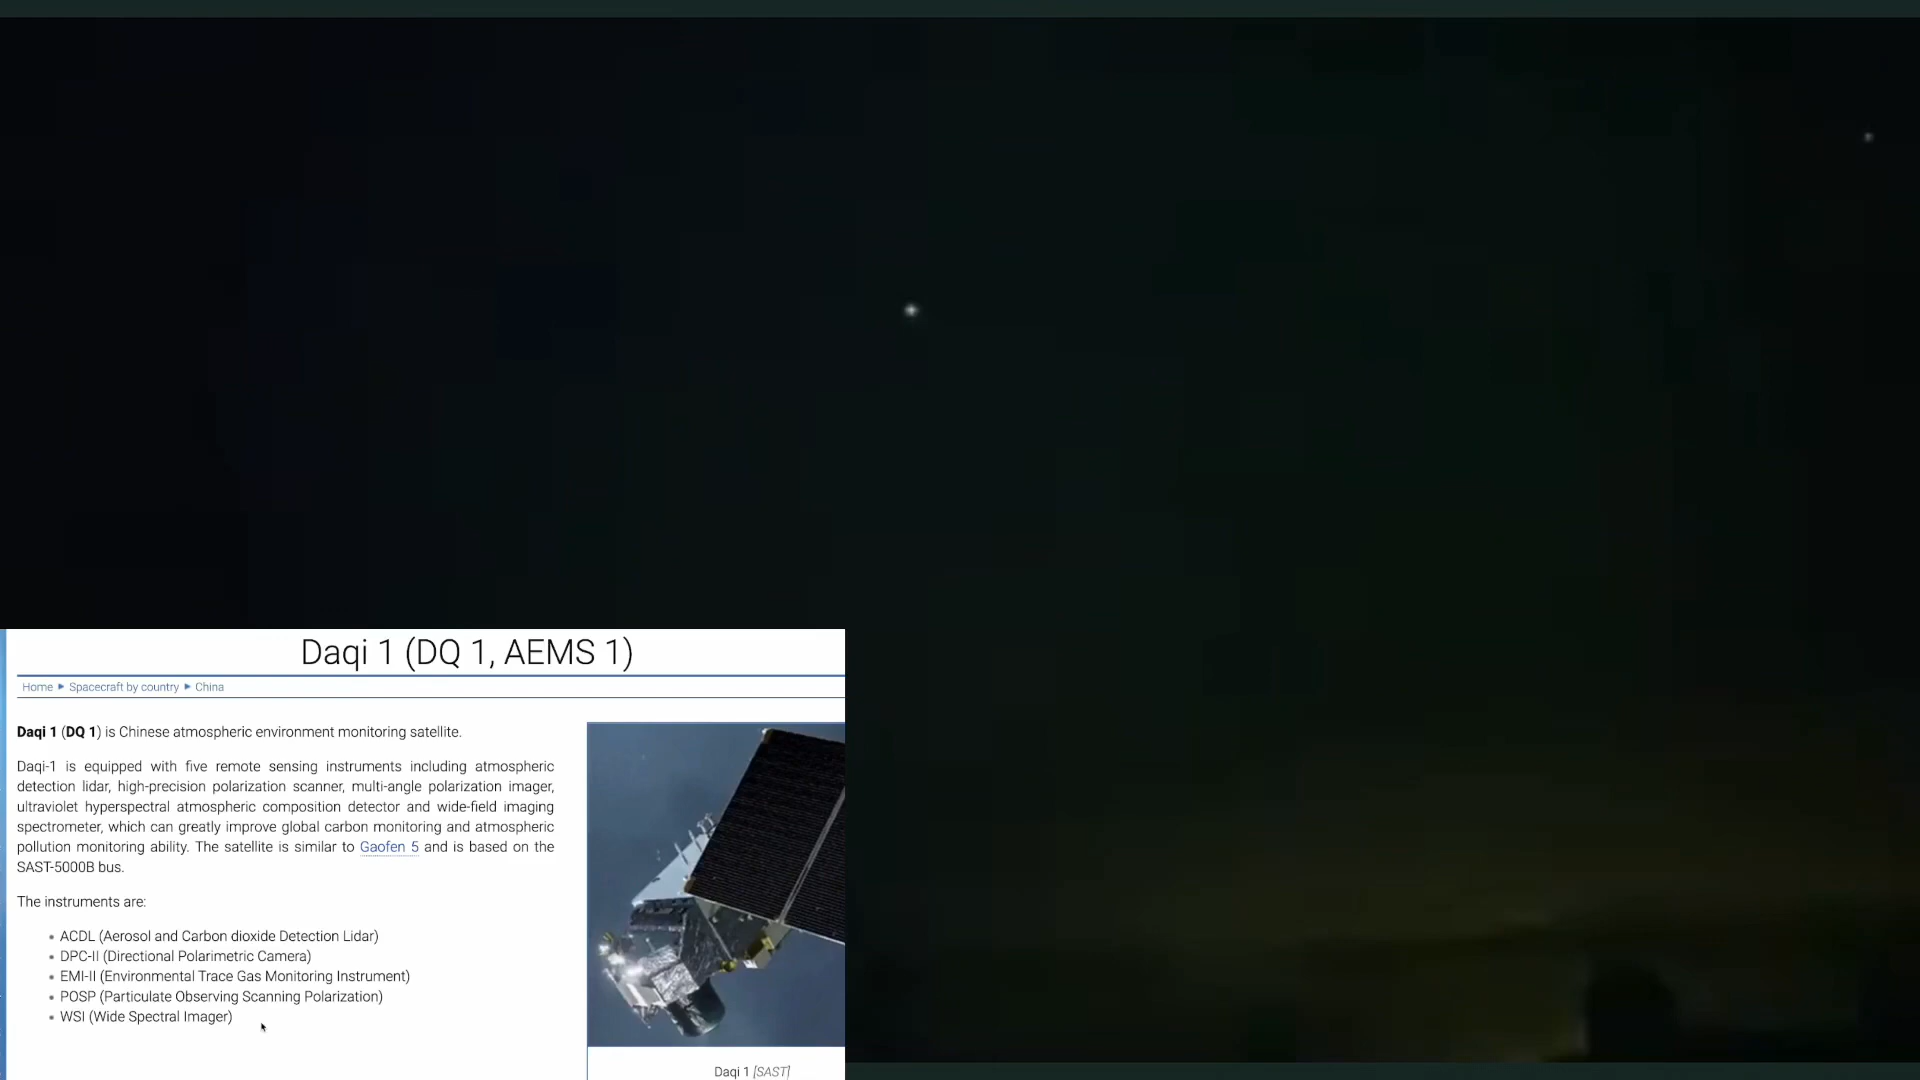 Daqi 1 (DQ 1, AEMS 1)
Home ▸ Spacecraft by country ▸ China
Daqi 1 (DQ 1) is Chinese atmospheric environment monitoring satellite.
Daqi-1 is equipped with five remote sensing instruments including atmospheric
detection lidar, high-precision polarization scanner, multi-angle polarization imager,
ultraviolet hyperspectral atmospheric composition detector and wide-field imaging
spectrometer, which can greatly improve global carbon monitoring and atmospheric
pollution monitoring ability. The satellite is similar to Gaofen 5 and is based on the
SAST-5000B bus.
The instruments are:
• ACDL (Aerosol and Carbon dioxide Detection Lidar)
• DPC-II (Directional Polarimetric Camera)
• EMI-II (Environmental Trace Gas Monitoring Instrument)
• POSP (Particulate Observing Scanning Polarization)
• WSI (Wide Spectral Imager)
Daqi 1 [SAST]